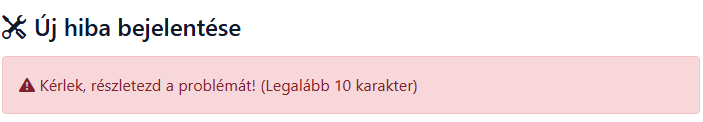 Új hiba bejelentése
Kérlek, részletezd a problémát! (Legalább 10 karakter)